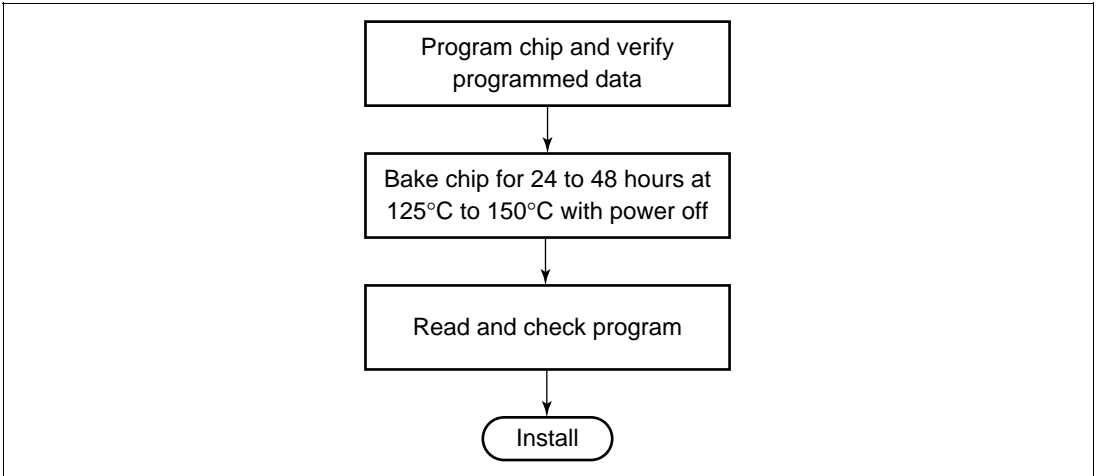 Program chip and verify
programmed data
Bake chip for 24 to 48 hours at
125°C to 150°C with power off
Read and check program
Install